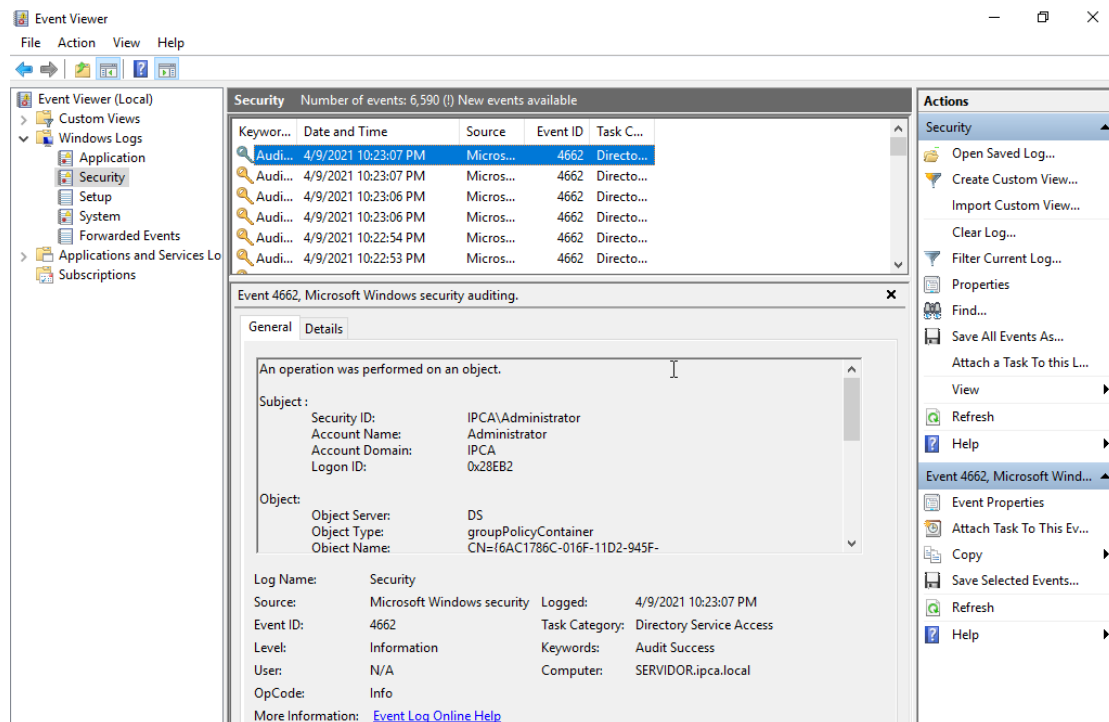 Event Viewer
File Action View Help
Event Viewer (Local)
Custom Views
Windows Logs
Application
Security
Setup
System
Forwarded Events
Applications and Services Lo
Subscriptions
Security Number of events: 6,590 (!) New events available
Keywor... Date and Time Source Event ID Task C...
Audi... 4/9/2021 10:23:07 PM Micros... 4662 Directo...
Audi... 4/9/2021 10:23:07 PM Micros... 4662 Directo...
Audi... 4/9/2021 10:23:06 PM Micros... 4662 Directo...
Audi... 4/9/2021 10:23:06 PM Micros... 4662 Directo...
Audi... 4/9/2021 10:22:54 PM Micros... 4662 Directo...
Audi... 4/9/2021 10:22:53 PM Micros... 4662 Directo...
Event 4662, Microsoft Windows security auditing.
General Details
An operation was performed on an object.
Subject :
Security ID: IPCA\Administrator
Account Name: Administrator
Account Domain: IPCA
Logon ID: 0x28EB2
Object:
Object Server: DS
Object Type: groupPolicyContainer
Object Name: CN={6AC1786C-016F-11D2-945F-
Log Name: Security
Source: Microsoft Windows security Logged: 4/9/2021 10:23:07 PM
Event ID: 4662 Task Category: Directory Service Access
Level: Information Keywords: Audit Success
User: N/A Computer: SERVIDOR.ipca.local
OpCode: Info
More Information: Event Log Online Help
Actions
Security
Open Saved Log...
Create Custom View...
Import Custom View...
Clear Log...
Filter Current Log...
Properties
Find...
Save All Events As...
Attach a Task To this L...
View
Refresh
Help
Event 4662, Microsoft Wind...
Event Properties
Attach Task To This Ev...
Copy
Save Selected Events...
Refresh
Help